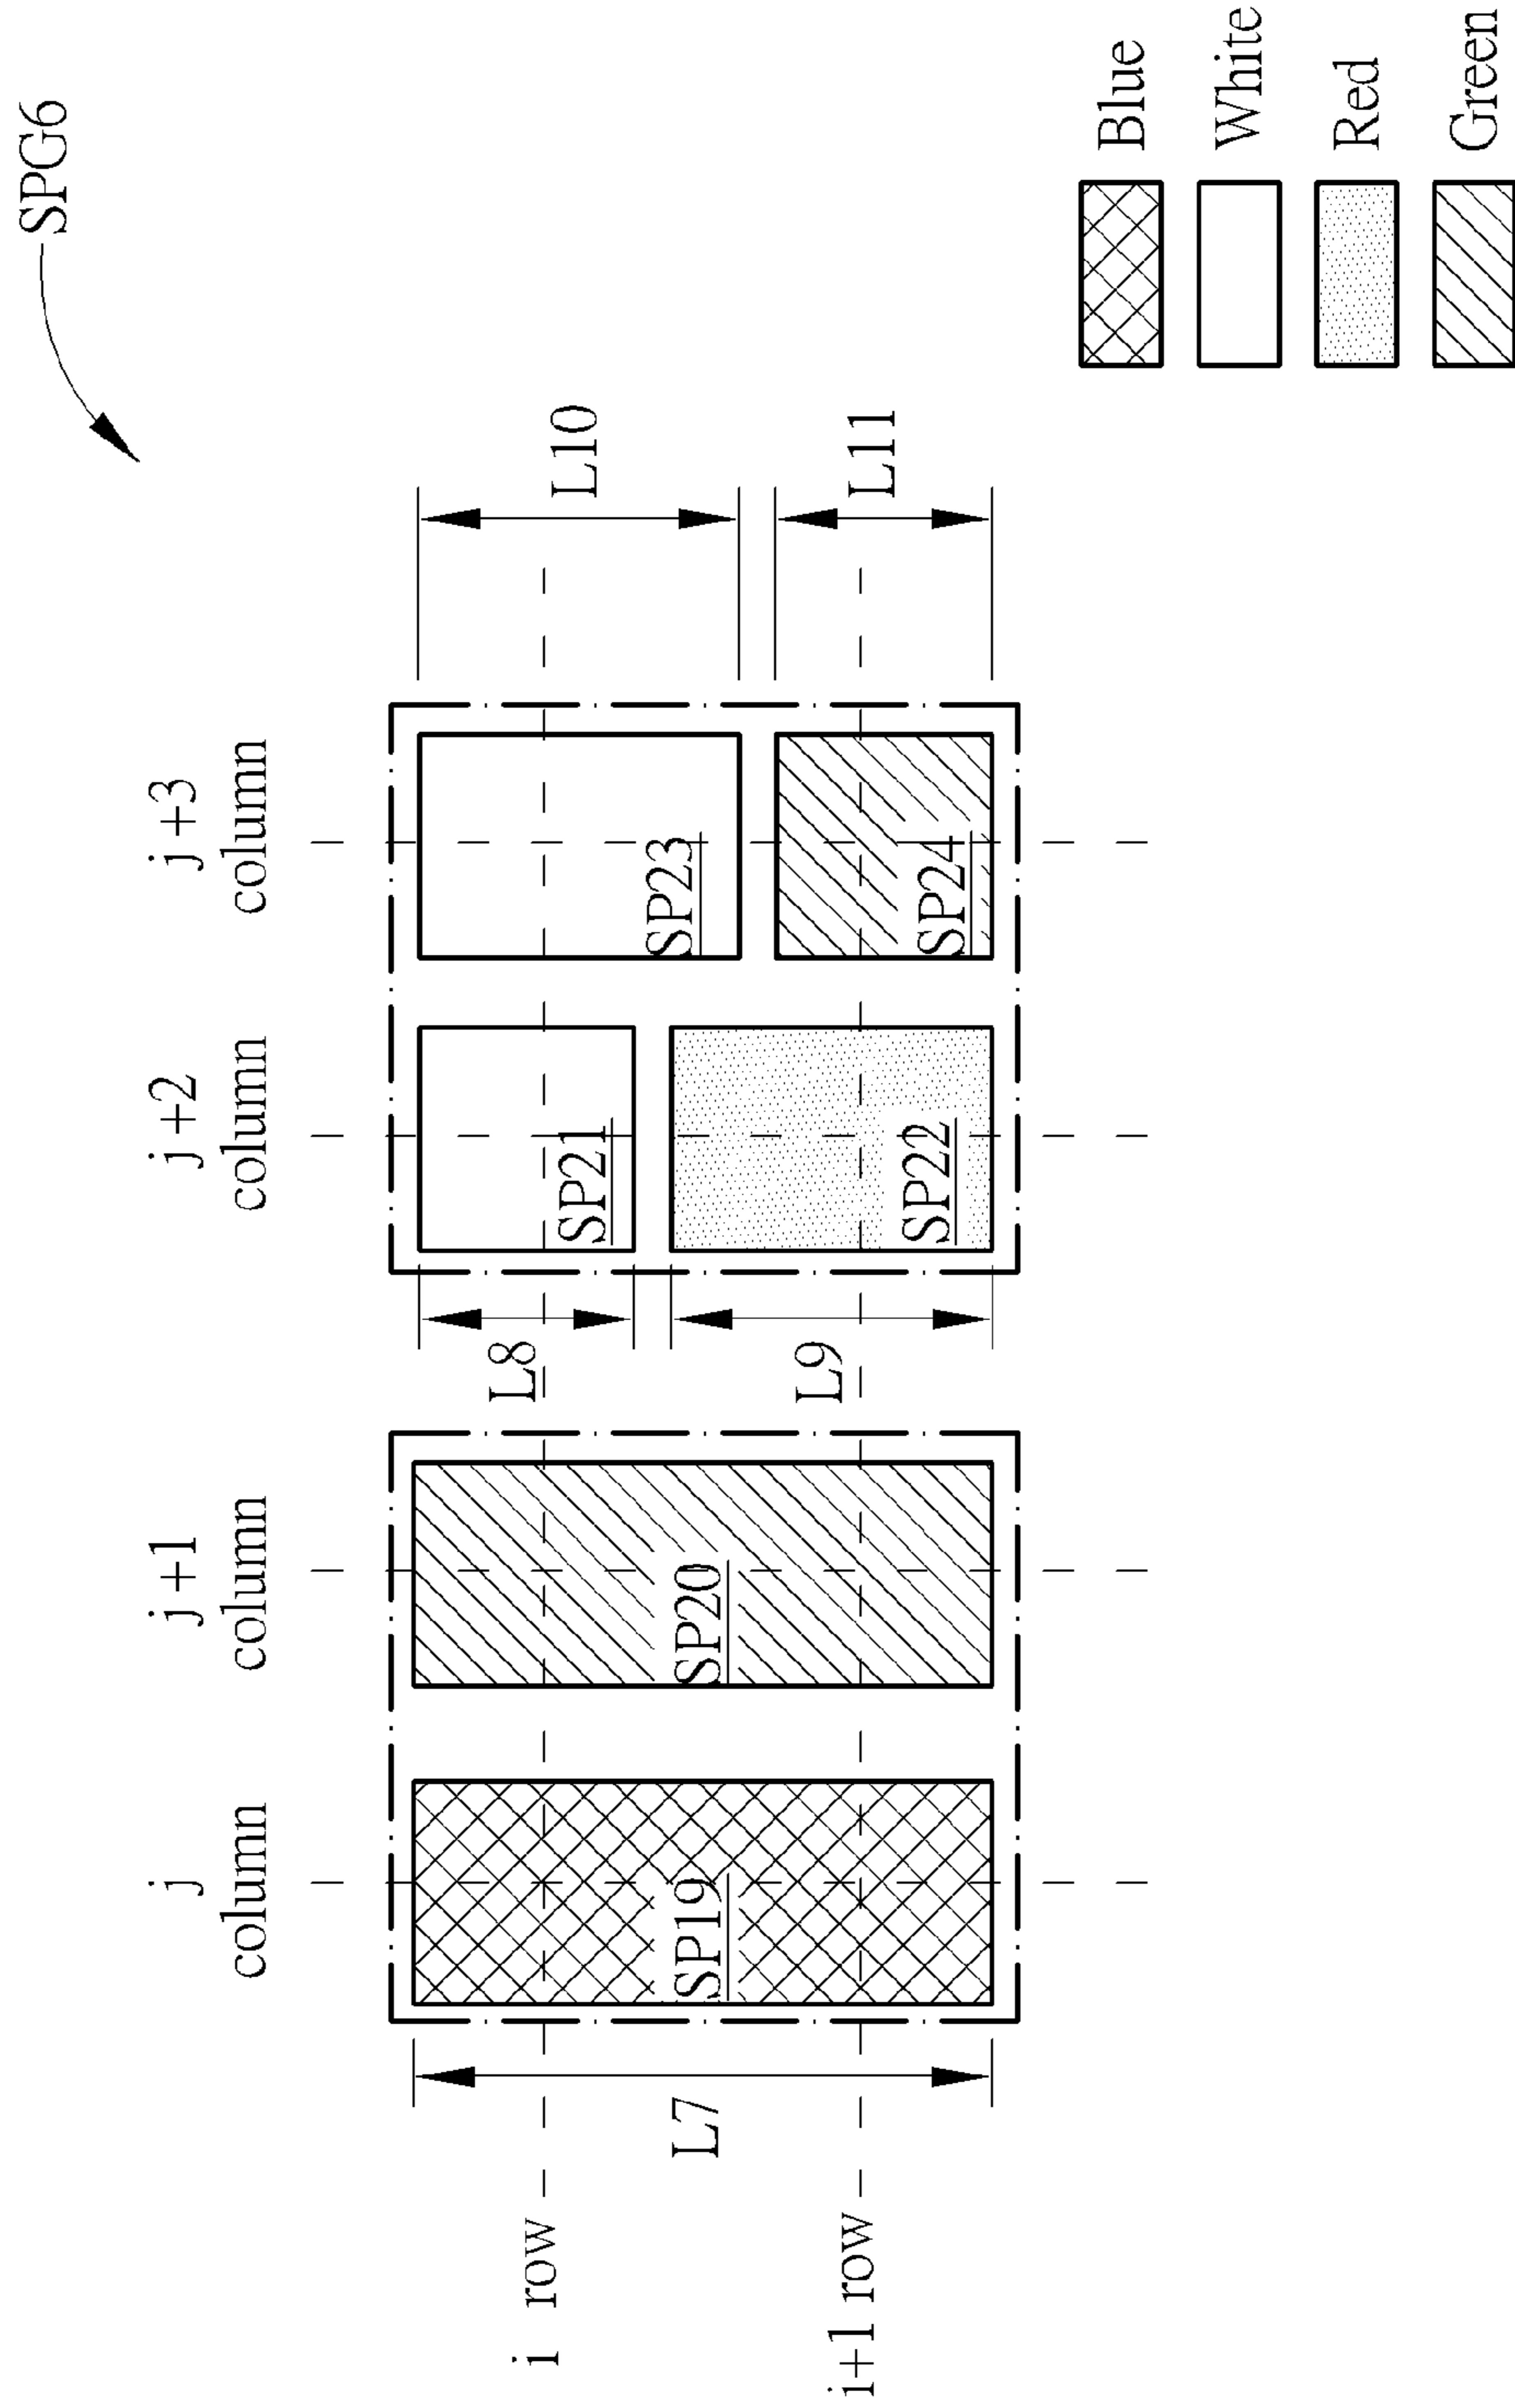 SPG6
j
column
j+1
column
j+2
column
j+3
column
i row
i+1 row
L7
SP19
SP20
L8
L9
SP21
SP22
SP23
SP24
L10
L11
Blue
White
Red
Green